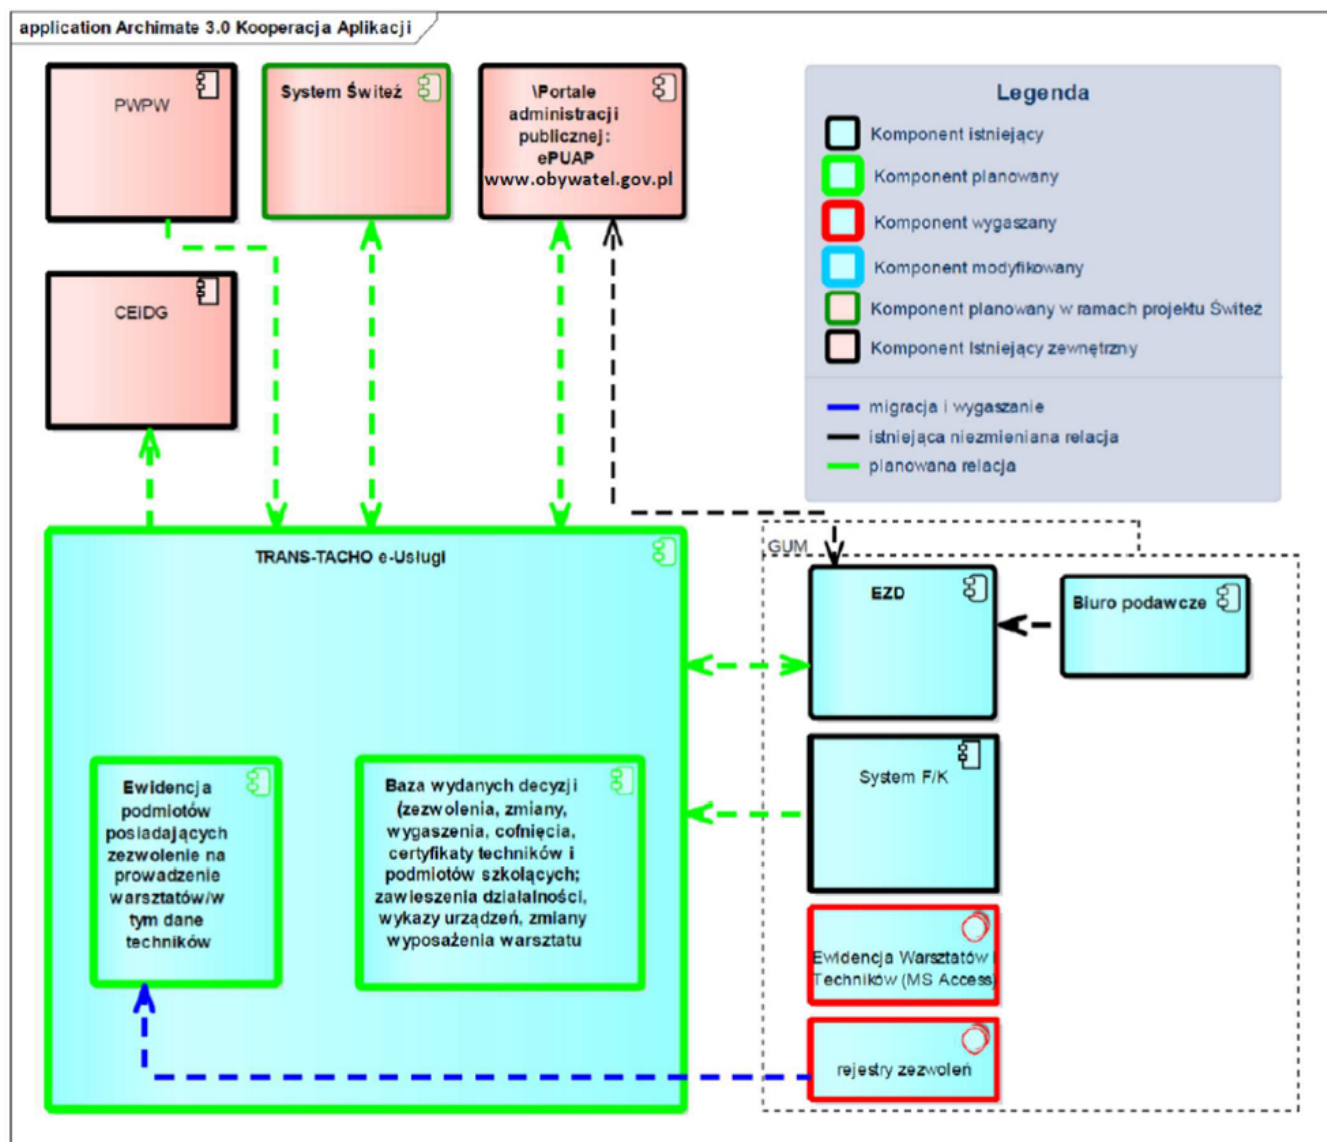 application Archimate 3.0 Kooperacja Aplikacji
PWPW
System Świteź
\Portale
administracji
publicznej:
ePUAP
www.obywatel.gov.pl
CEIDG
Legenda
Komponent istniejący
Komponent planowany
Komponent wygaszany
Komponent modyfikowany
Komponent planowany w ramach projektu Świteź
Komponent Istniejący zewnętrzny
migracja i wygaszanie
istniejąca niezmieniana relacja
planowana relacja
TRANS-TACHO e-Usługi
Ewidencja
podmiotów
posiadających
zezwolenie na
prowadzenie
warsztatów/w
tym dane
techników
Baza wydanych decyzji
(zezwolenia, zmiany,
wygaszenia, cofnięcia,
certyfikaty techników i
podmiotów szkolących;
zawieszenia działalności,
wykazy urządzeń, zmiany
wyposażenia warsztatu
GUM
EZD
Biuro podawcze
System F/K
Ewidencja Warsztatów i
Techników (MS Access)
rejestry zezwoleń